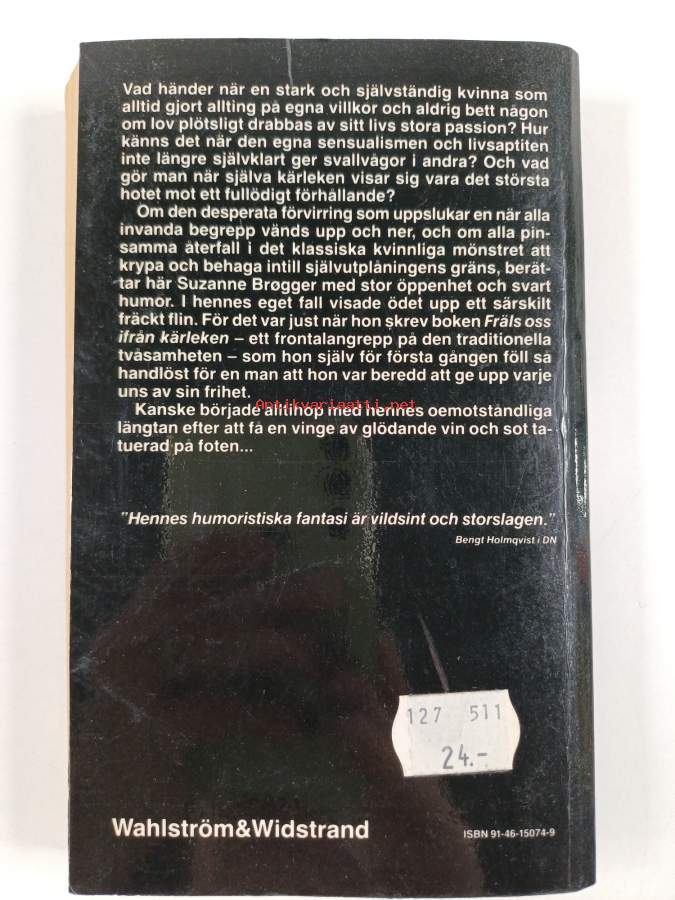 Vad händer när en stark och självständig kvinna som
alltid gjort allting på egna villkor och aldrig bett någon
om lov plötsligt drabbas av sitt livs stora passion? Hur
känns det när den egna sensualismen och livsaptiten
inte längre självklart ger svallvågor i andra? Och vad
gör man när själva kärleken visar sig vara det största
hotet mot ett fullödigt förhållande?
Om den desperata förvirring som uppslukar en när alla
invanda begrepp vänds upp och ner, och om alla pin-
samma återfall i det klassiska kvinnliga mönstret att
krypa och behaga intill självutplåningens gräns, berät-
tar här Suzanne Brøgger med stor öppenhet och svart
humor. I hennes eget fall visade ödet upp ett särskilt
fräckt flin. För det var just när hon skrev boken Fräls oss
ifrån kärleken – ett frontalangrepp på den traditionella
tvåsamheten – som hon själv för första gången föll så
handlöst för en man att hon var beredd att ge upp varje
uns av sin frihet.
Antikvariaatti.net
Kanske började alltihop med hennes oemotståndliga
längtan efter att få en vinge av glödande vin och sot ta-
tuerad på foten...
"Hennes humoristiska fantasi är vildsint och storslagen."
Bengt Holmqvist i DN
127 511
24.-
Wahlström&Widstrand
ISBN 91-46-15074-9